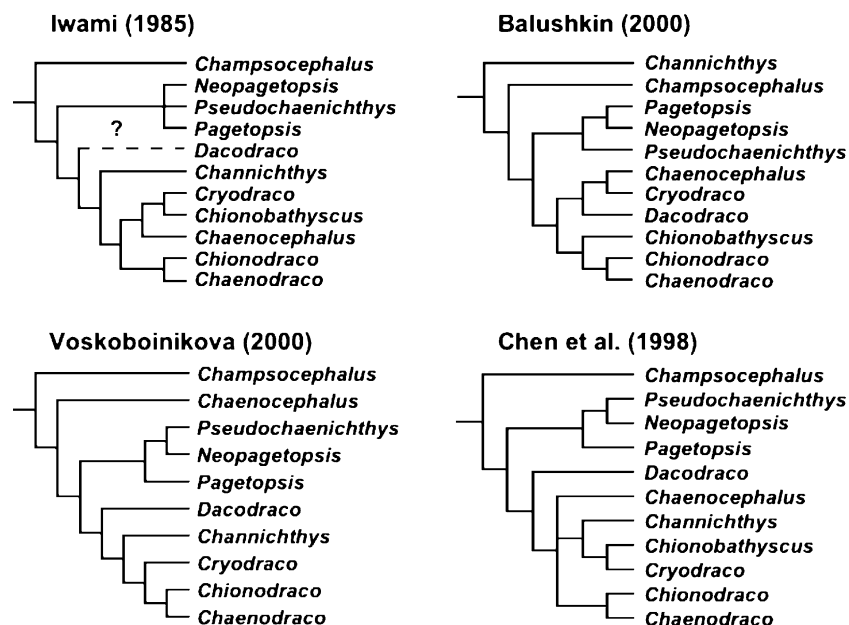 Iwami (1985)
Champsocephalus
Neopagetopsis
Pseudochaenichthys
Pagetopsis
?
Dacodraco
Channichthys
Cryodraco
Chionobathyscus
Chaenocephalus
Chionodraco
Chaenodraco
Balushkin (2000)
Channichthys
Champsocephalus
Pagetopsis
Neopagetopsis
Pseudochaenichthys
Chaenocephalus
Cryodraco
Dacodraco
Chionobathyscus
Chionodraco
Chaenodraco
Voskoboinikova (2000)
Champsocephalus
Chaenocephalus
Pseudochaenichthys
Neopagetopsis
Pagetopsis
Dacodraco
Channichthys
Cryodraco
Chionodraco
Chaenodraco
Chen et al. (1998)
Champsocephalus
Pseudochaenichthys
Neopagetopsis
Pagetopsis
Dacodraco
Chaenocephalus
Channichthys
Chionobathyscus
Cryodraco
Chionodraco
Chaenodraco